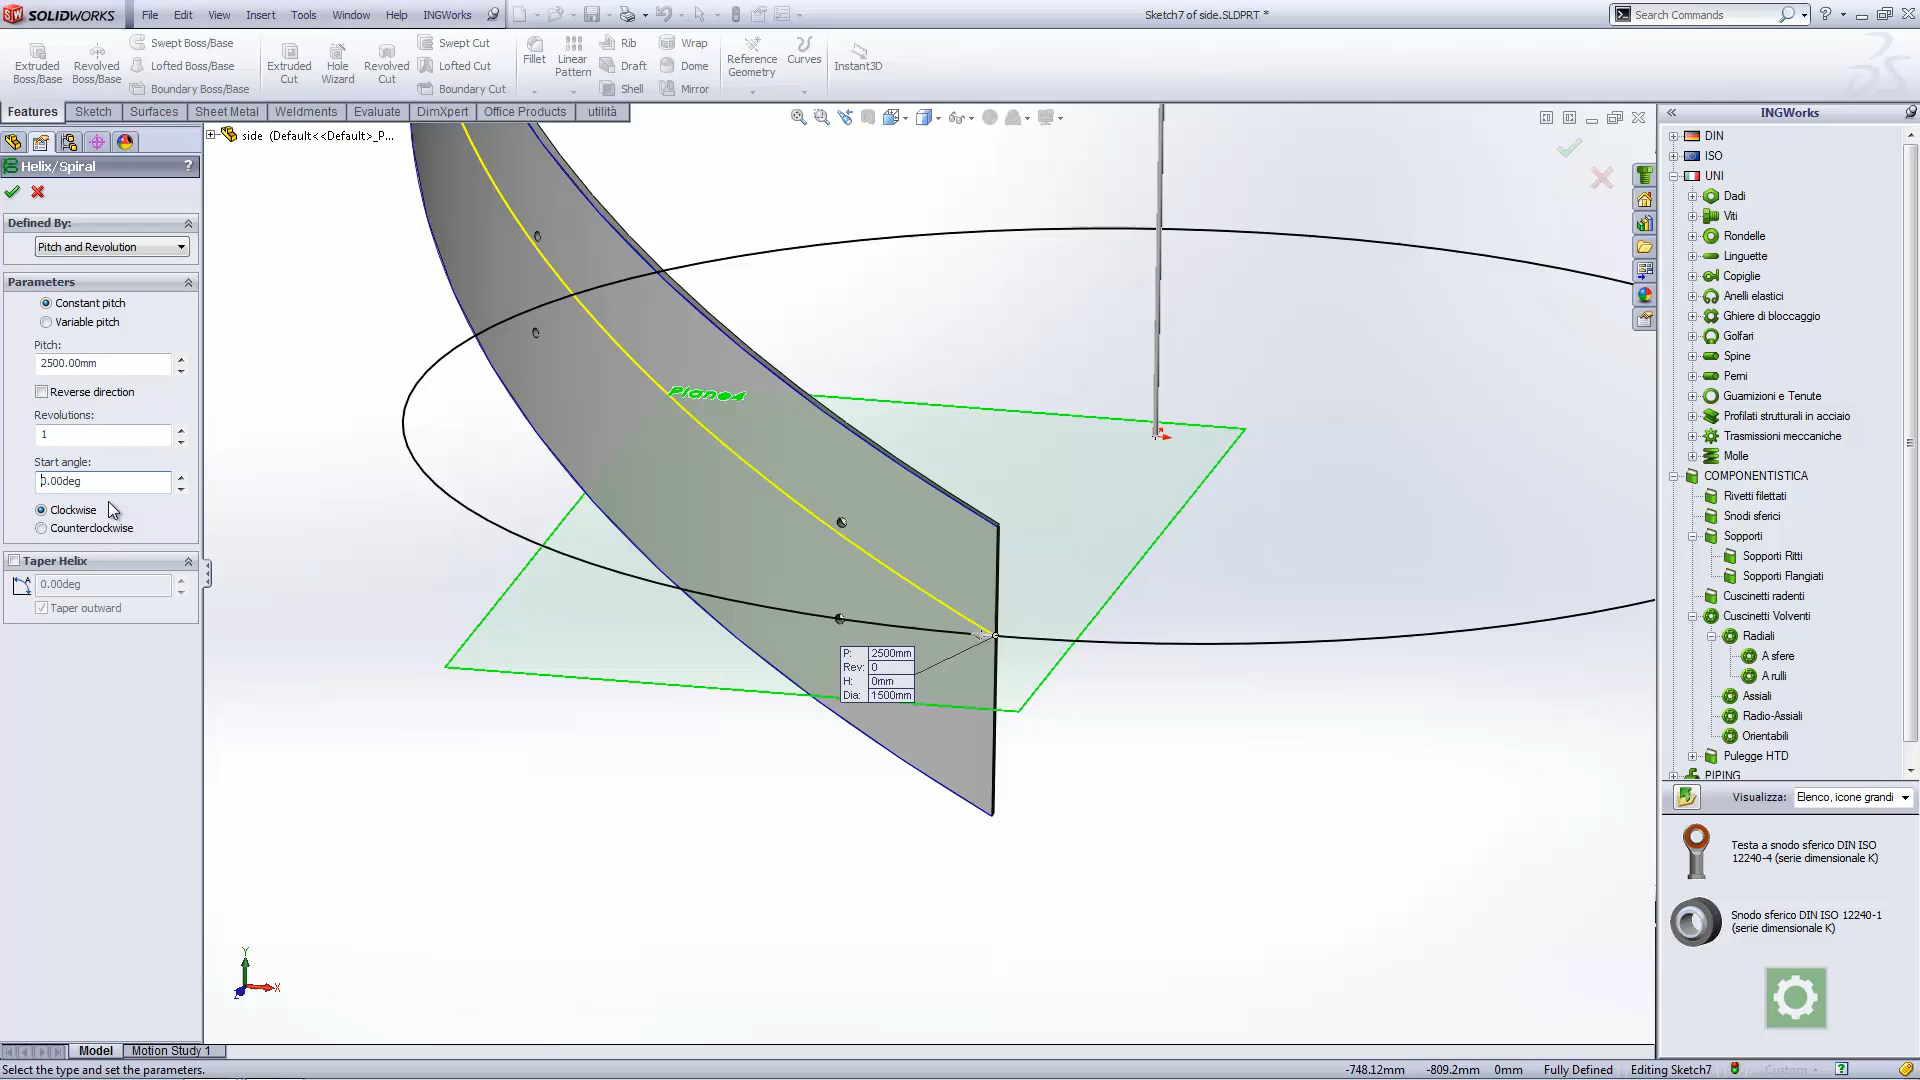 SOLIDWORKS File Edit View Insert Tools Window Help INGWorks
Sketch7 of side.SLDPRT *
Search Commands
Extruded Boss/Base
Revolved Boss/Base
Swept Boss/Base
Lofted Boss/Base
Boundary Boss/Base
Extruded Cut
Hole Wizard
Revolved Cut
Swept Cut
Lofted Cut
Boundary Cut
Fillet
Linear Pattern
Rib
Draft
Shell
Wrap
Dome
Mirror
Reference Geometry
Curves
Instant3D
Features Sketch Surfaces Sheet Metal Weldments Evaluate DimXpert Office Products utilità
side (Default<<Default>_P...
Helix/Spiral ?
Defined By:
Pitch and Revolution
Parameters
Constant pitch
Variable pitch
Pitch:
2500.00mm
Reverse direction
Revolutions:
1
Start angle:
0.00deg
Clockwise
Counterclockwise
Taper Helix
0.00deg
Taper outward
Plane4
P: 2500mm
Rev: 0
H: 0mm
Dia: 1500mm
Y
X
Z
INGWorks
DIN
ISO
UNI
Dadi
Viti
Rondelle
Linguette
Copiglie
Anelli elastici
Ghiere di bloccaggio
Golfari
Spine
Perni
Guarnizioni e Tenute
Profilati strutturali in acciaio
Trasmissioni meccaniche
Molle
COMPONENTISTICA
Rivetti filettati
Snodi sferici
Sopporti
Sopporti Ritti
Sopporti Flangiati
Cuscinetti radenti
Cuscinetti Volventi
Radiali
A sfere
A rulli
Assiali
Radio-Assiali
Orientabili
Pulegge HTD
PIPING
Visualizza: Elenco, icone grandi
Testa a snodo sferico DIN ISO
12240-4 (serie dimensionale K)
Snodo sferico DIN ISO 12240-1
(serie dimensionale K)
Model Motion Study 1
Select the type and set the parameters.
-748.12mm -809.2mm 0mm Fully Defined Editing Sketch7 Custom